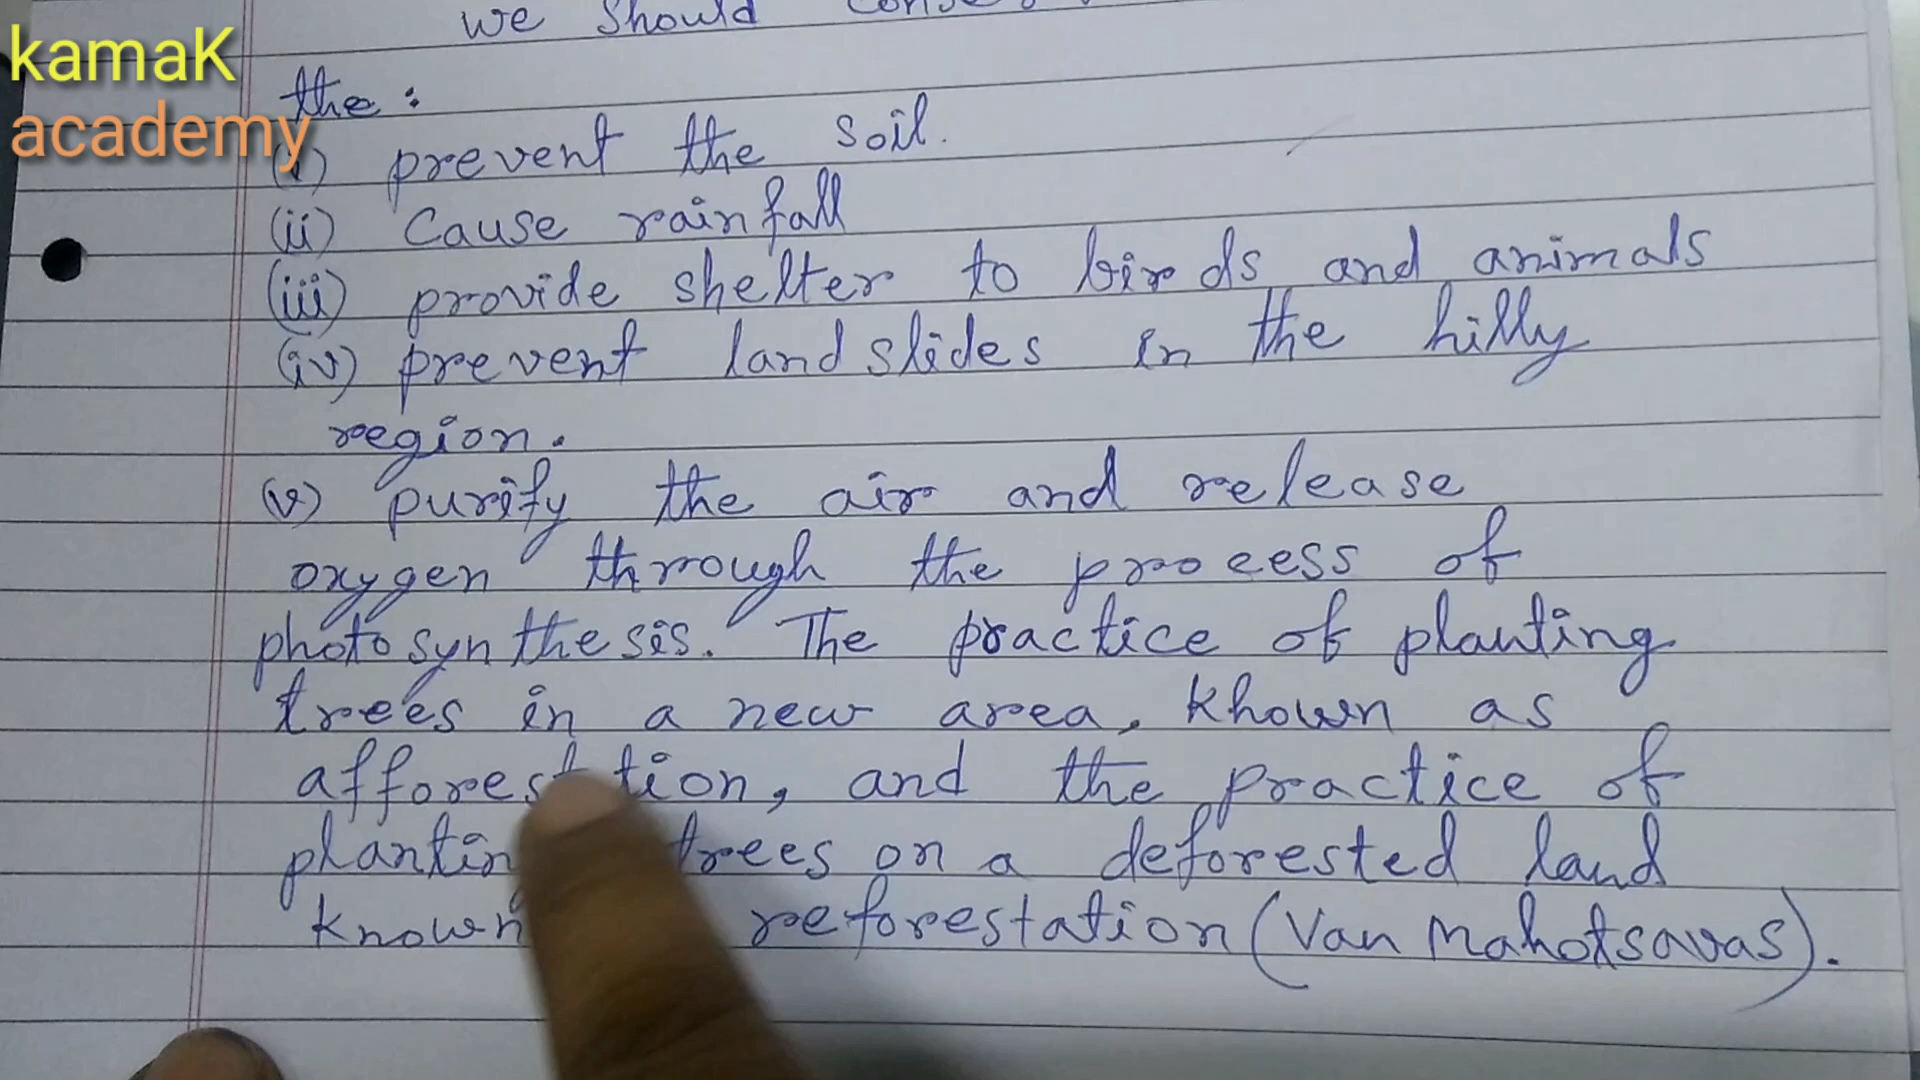 we should
kamaK
academy
the:
(i) prevent the soil.
(ii) Cause rainfall
(iii) provide shelter to birds and animals
(iv) prevent landslides in the hilly
region.
(v) purify the air and release
oxygen through the process of
photosynthesis. The practice of planting
trees in a new area, known as
afforestation, and the practice of
planting trees on a deforested land
known reforestation (Van Mahotsavas).